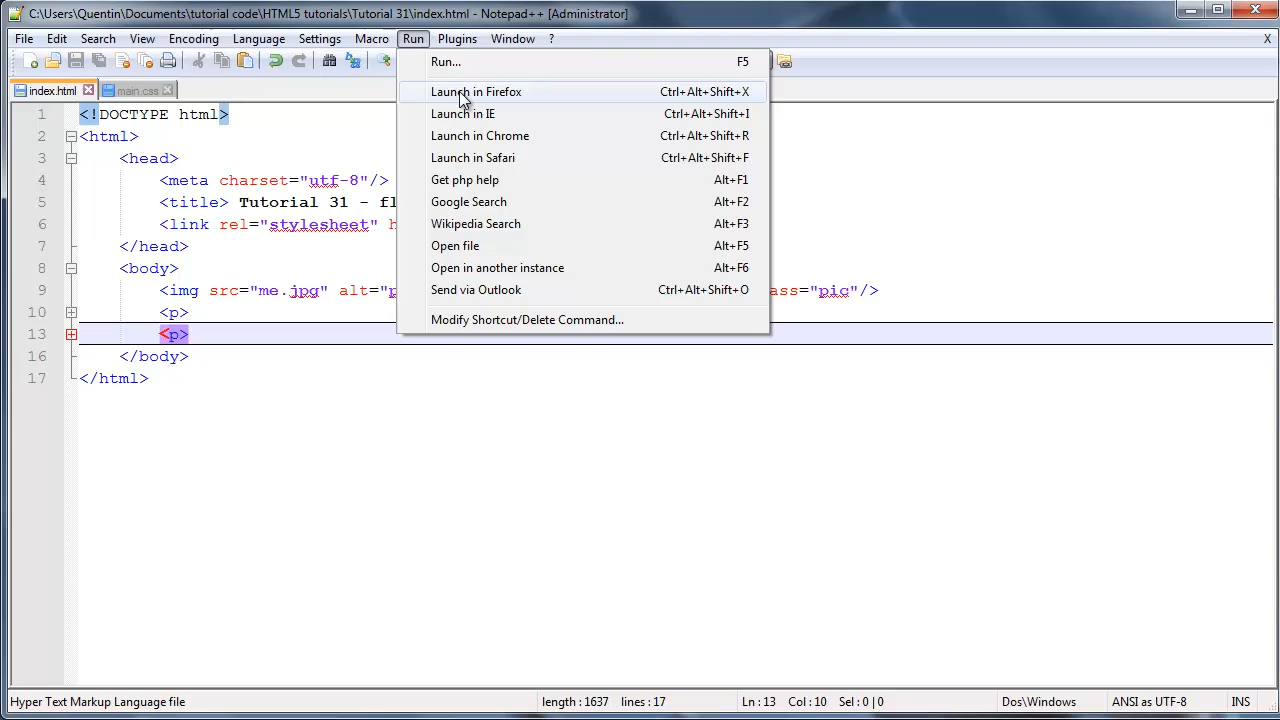 C:\Users\Quentin\Documents\tutorial code\HTML5 tutorials\Tutorial 31\index.html - Notepad++ [Administrator]
File Edit Search View Encoding Language Settings Macro Run Plugins Window ? X
index.html main.css
Run... F5
Launch in Firefox Ctrl+Alt+Shift+X
Launch in IE Ctrl+Alt+Shift+I
Launch in Chrome Ctrl+Alt+Shift+R
Launch in Safari Ctrl+Alt+Shift+F
Get php help Alt+F1
Google Search Alt+F2
Wikipedia Search Alt+F3
Open file Alt+F5
Open in another instance Alt+F6
Send via Outlook Ctrl+Alt+Shift+O
Modify Shortcut/Delete Command...
1 <!DOCTYPE html>
2 <html>
3 <head>
4 <meta charset="utf-8"/>
5 <title> Tutorial 31 - fl
6 <link rel="stylesheet" h
7 </head>
8 <body>
9 <img src="me.jpg" alt="p ass="pic"/>
10 <p>
13 <p>
16 </body>
17 </html>
Hyper Text Markup Language file length : 1637 lines : 17 Ln : 13 Col : 10 Sel : 0 | 0 Dos\Windows ANSI as UTF-8 INS